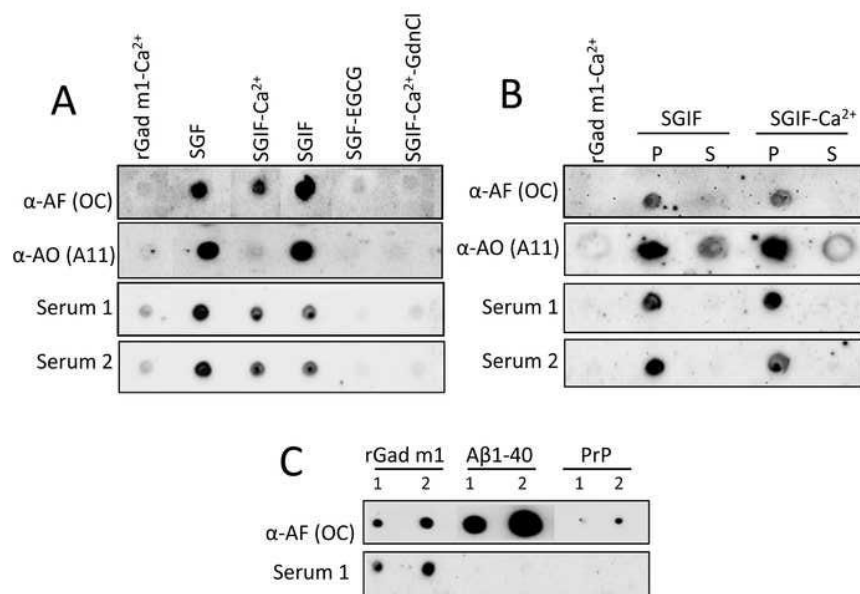 A
rGad m1-Ca²⁺
SGF
SGIF-Ca²⁺
SGIF
SGF-EGCG
SGIF-Ca²⁺-GdnCl
α-AF (OC)
α-AO (A11)
Serum 1
Serum 2
B
rGad m1-Ca²⁺
SGIF SGIF-Ca²⁺
P S P S
α-AF (OC)
α-AO (A11)
Serum 1
Serum 2
C
rGad m1 Aβ1-40 PrP
1 2 1 2 1 2
α-AF (OC)
Serum 1